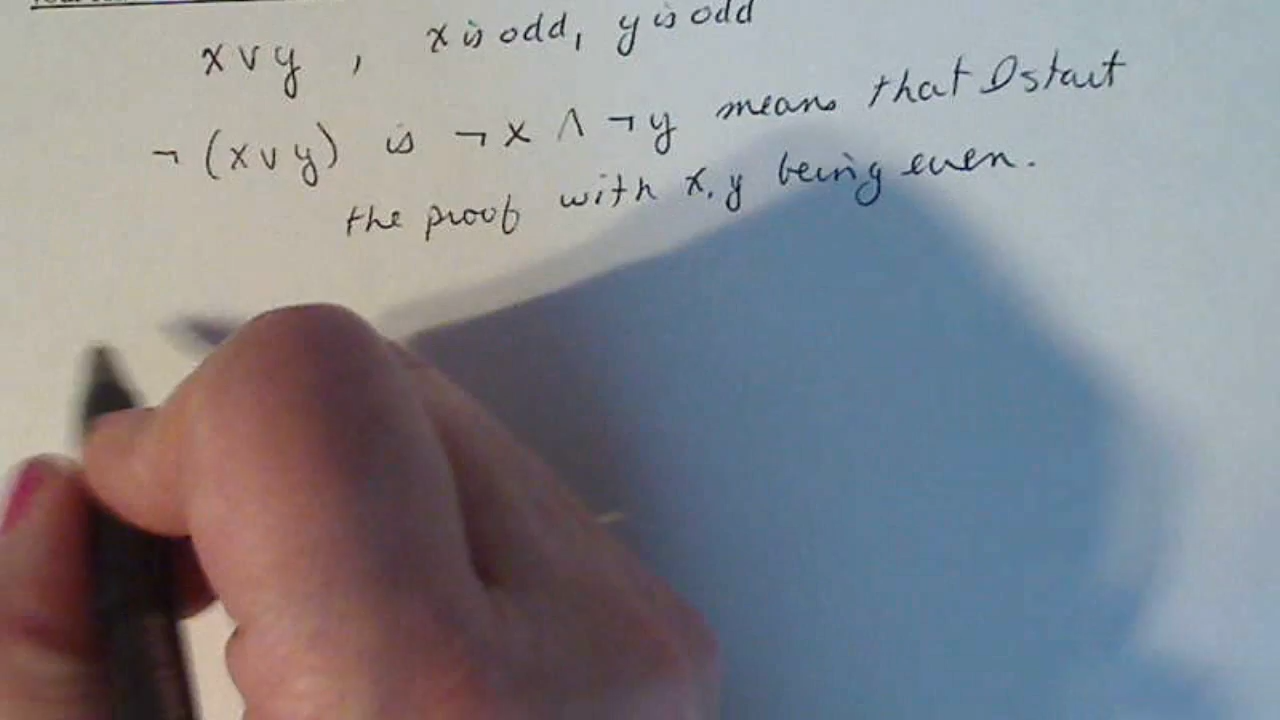 x ∨ y , x is odd, y is odd
¬ (x ∨ y) is ¬ x ∧ ¬ y means that I start
the proof with x, y being even.